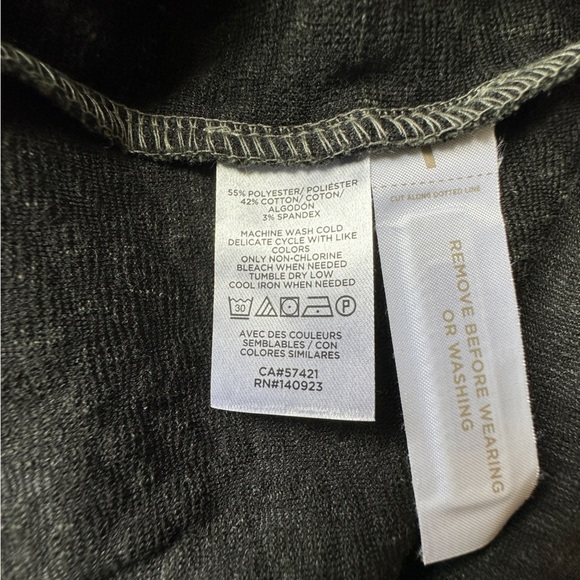 55% POLYESTER/ POLIÉSTER
42% COTTON/ COTON/
ALGODÓN
3% SPANDEX
MACHINE WASH COLD
DELICATE CYCLE WITH LIKE
COLORS
ONLY NON-CHLORINE
BLEACH WHEN NEEDED
TUMBLE DRY LOW
COOL IRON WHEN NEEDED
30 P
AVEC DES COULEURS
SEMBLABLES / CON
COLORES SIMILARES
CA#57421
RN#140923
CUT ALONG DOTTED LINE
REMOVE BEFORE WEARING
OR WASHING